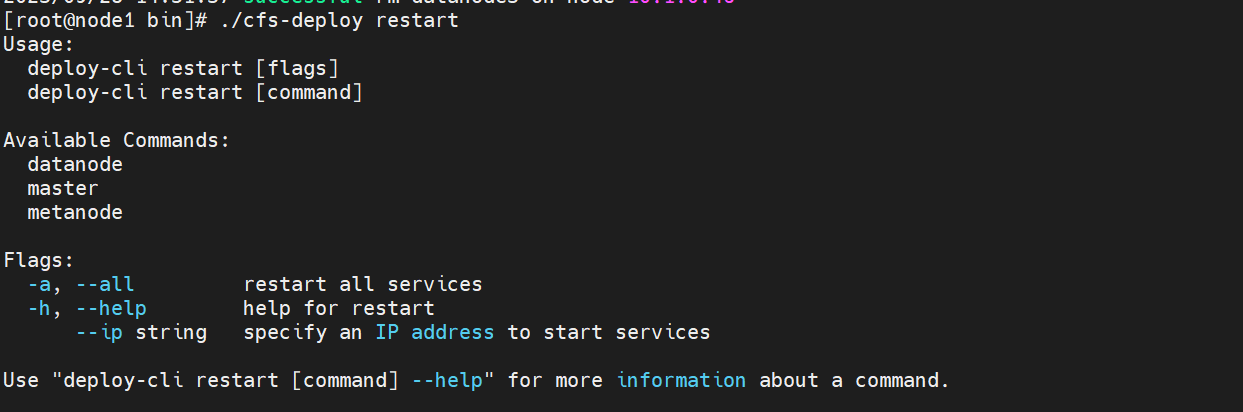 [root@node1 bin]# ./cfs-deploy restart
Usage:
  deploy-cli restart [flags]
  deploy-cli restart [command]

Available Commands:
  datanode
  master
  metanode

Flags:
  -a, --all         restart all services
  -h, --help        help for restart
      --ip string   specify an IP address to start services

Use "deploy-cli restart [command] --help" for more information about a command.